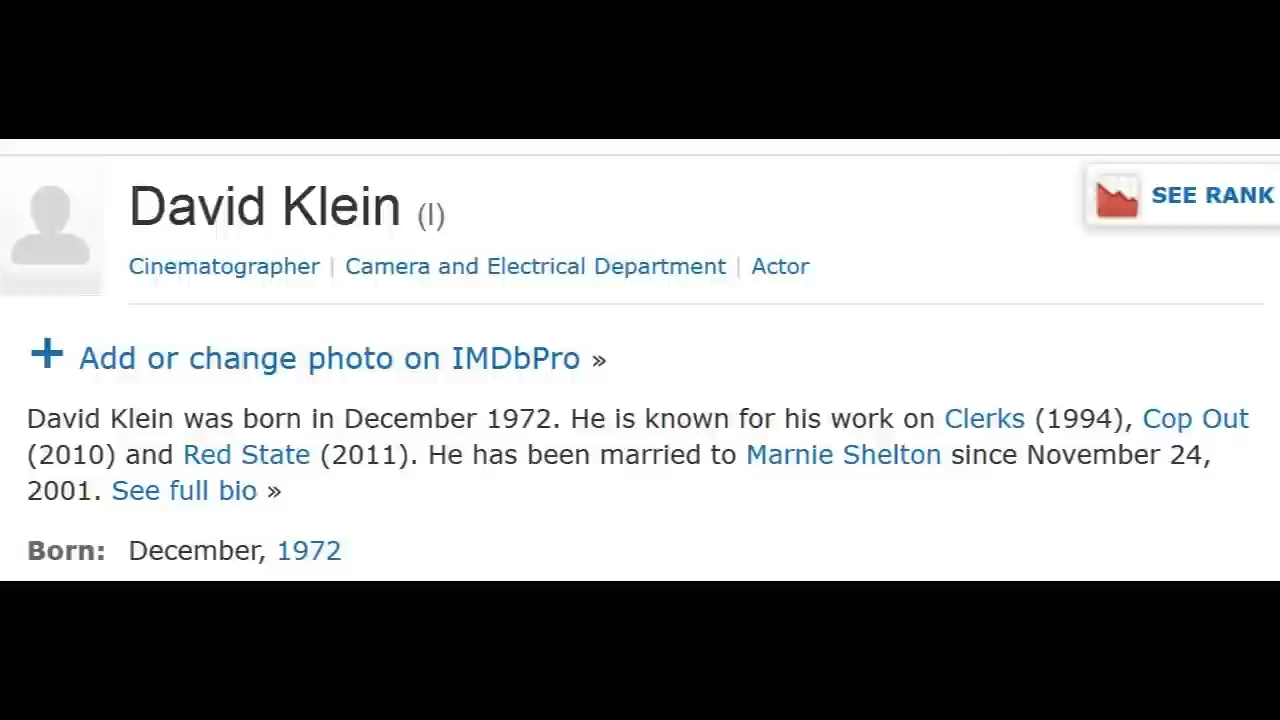 David Klein (I)
SEE RANK
Cinematographer | Camera and Electrical Department | Actor
+ Add or change photo on IMDbPro »
David Klein was born in December 1972. He is known for his work on Clerks (1994), Cop Out
(2010) and Red State (2011). He has been married to Marnie Shelton since November 24,
2001. See full bio »
Born: December, 1972